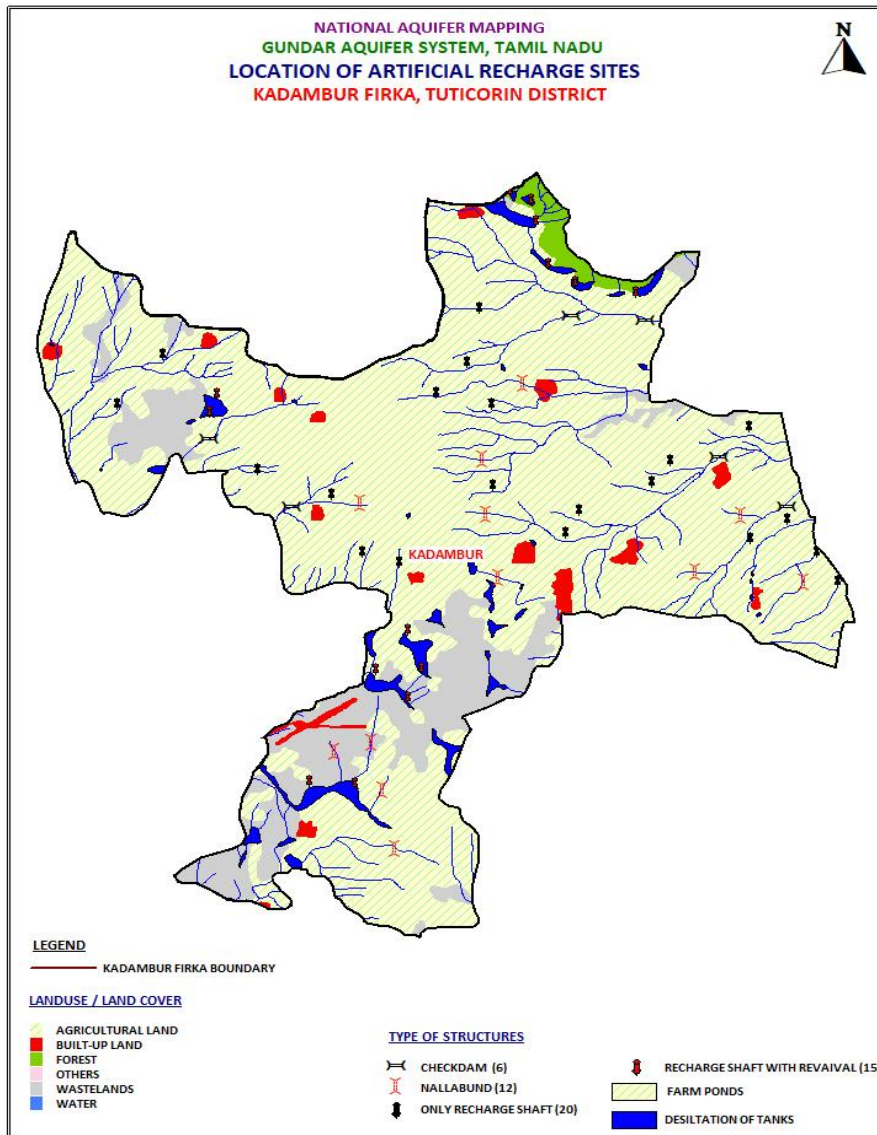 NATIONAL AQUIFER MAPPING
GUNDAR AQUIFER SYSTEM, TAMIL NADU
LOCATION OF ARTIFICIAL RECHARGE SITES
KADAMBUR FIRKA, TUTICORIN DISTRICT
N
KADAMBUR
LEGEND
KADAMBUR FIRKA BOUNDARY
LANDUSE / LAND COVER
AGRICULTURAL LAND
BUILT-UP LAND
FOREST
OTHERS
WASTELANDS
WATER
TYPE OF STRUCTURES
CHECKDAM (6)
NALLABUND (12)
ONLY RECHARGE SHAFT (20)
RECHARGE SHAFT WITH REVAIVAL (15
FARM PONDS
DESILTATION OF TANKS